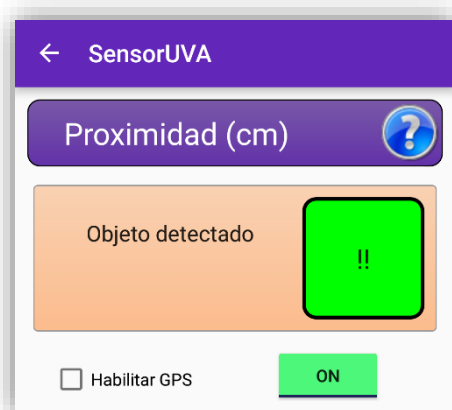 SensorUVA
Proximidad (cm)
?
Objeto detectado
!!
Habilitar GPS
ON